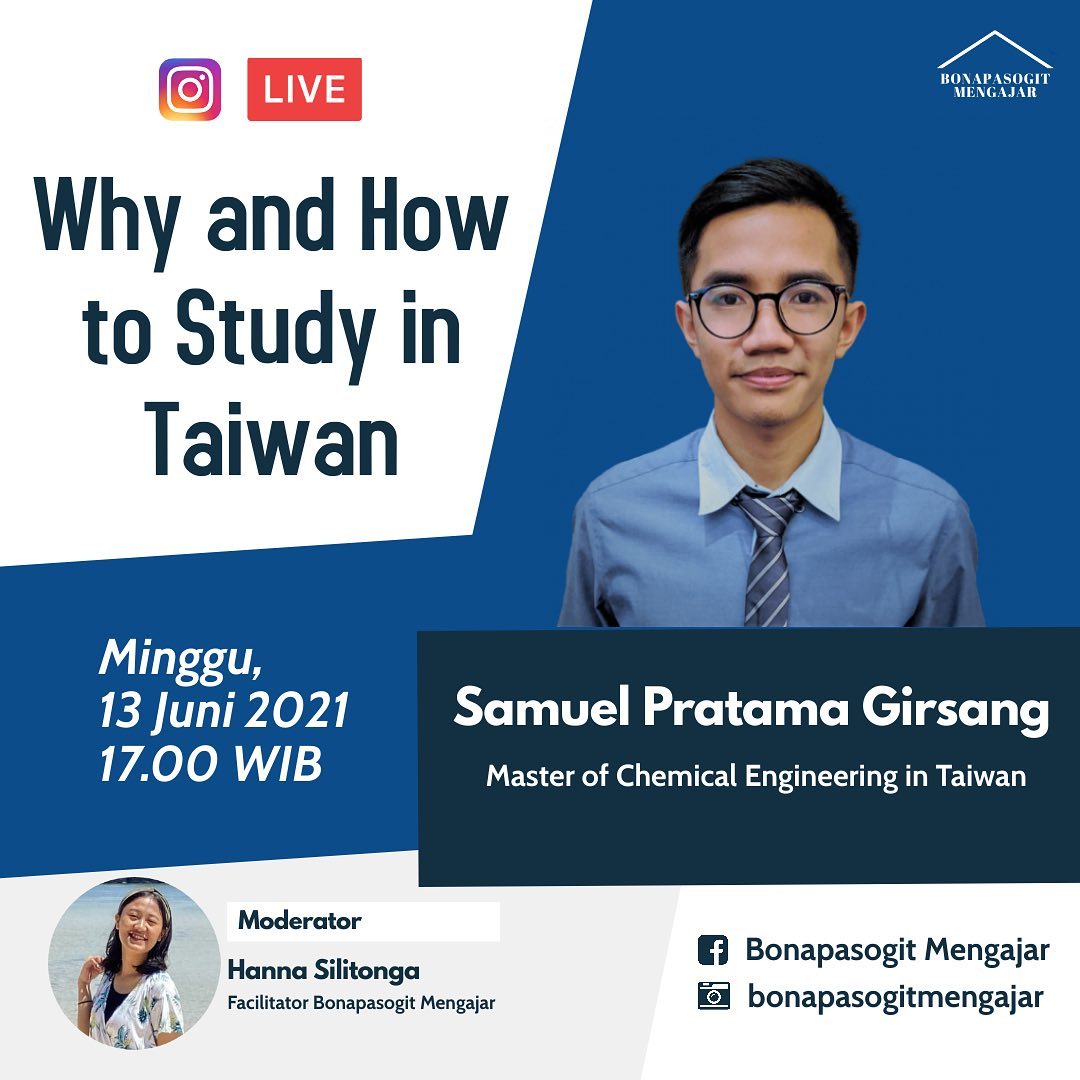 LIVE
BONAPASOGIT
MENGAJAR
Why and How
to Study in
Taiwan
Minggu,
13 Juni 2021
17.00 WIB
Samuel Pratama Girsang
Master of Chemical Engineering in Taiwan
Moderator
Hanna Silitonga
Facilitator Bonapasogit Mengajar
Bonapasogit Mengajar
bonapasogitmengajar